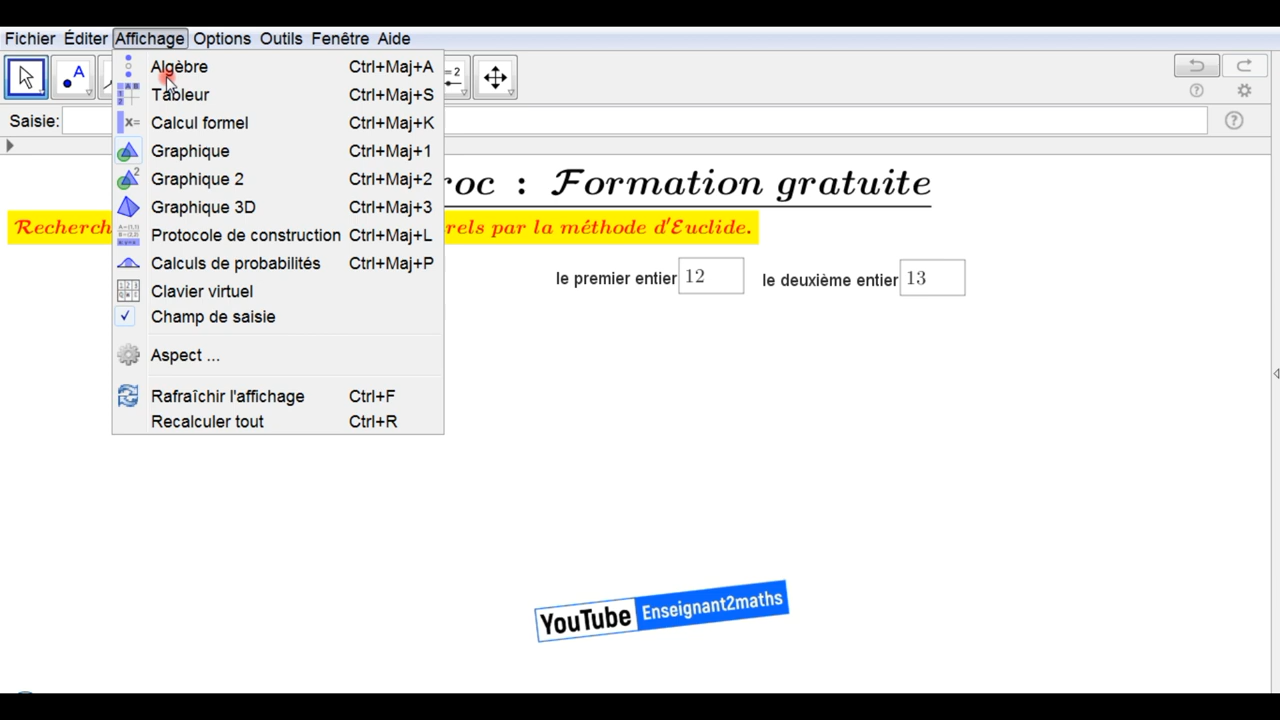 Fichier Éditer Affichage Options Outils Fenêtre Aide
Algèbre Ctrl+Maj+A
Tableur Ctrl+Maj+S
Calcul formel Ctrl+Maj+K
Graphique Ctrl+Maj+1
Graphique 2 Ctrl+Maj+2
Graphique 3D Ctrl+Maj+3
Protocole de construction Ctrl+Maj+L
Calculs de probabilités Ctrl+Maj+P
Clavier virtuel
Champ de saisie
Aspect ...
Rafraîchir l'affichage Ctrl+F
Recalculer tout Ctrl+R
A =2
Saisie:
roc : Formation gratuite
Recherch rels par la méthode d'Euclide.
le premier entier 12 le deuxième entier 13
YouTube Enseignant2maths